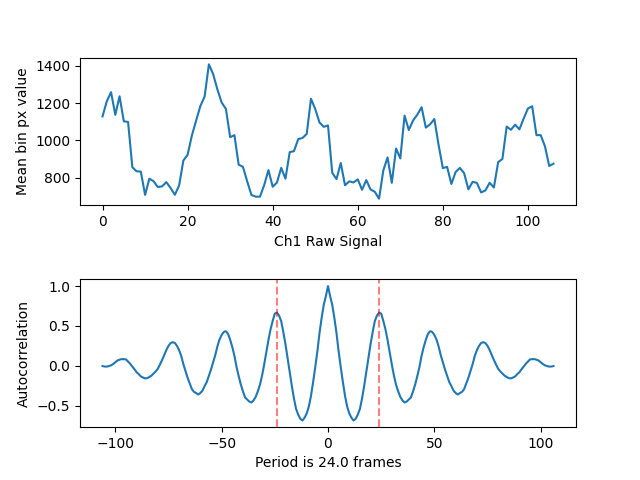 1400
1200
1000
800
Mean bin px value
0 20 40 60 80 100
Ch1 Raw Signal
1.0
0.5
0.0
−0.5
Autocorrelation
−100 −50 0 50 100
Period is 24.0 frames